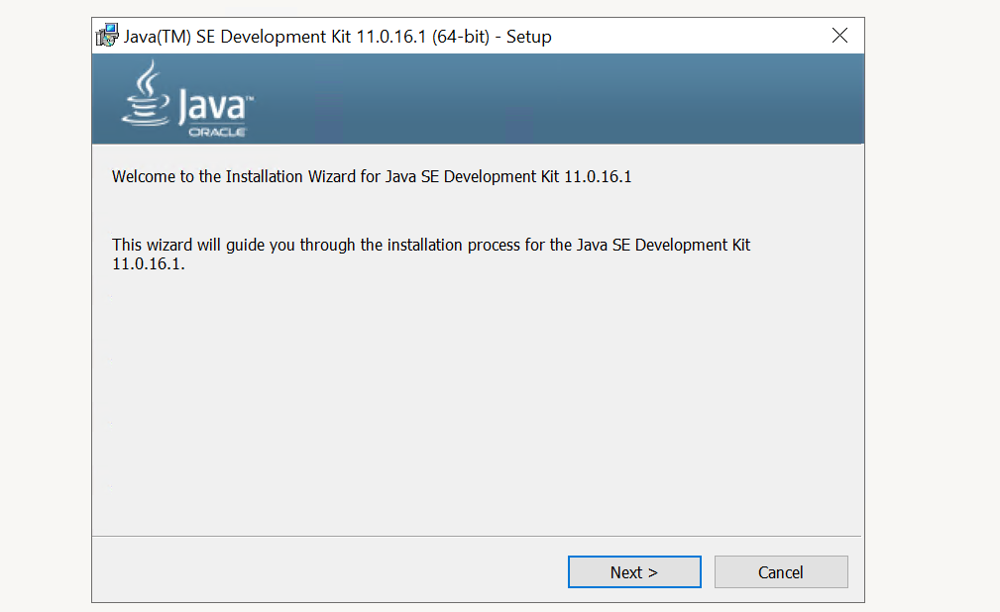 Java(TM) SE Development Kit 11.0.16.1 (64-bit) - Setup
Java™
ORACLE
Welcome to the Installation Wizard for Java SE Development Kit 11.0.16.1
This wizard will guide you through the installation process for the Java SE Development Kit
11.0.16.1.
Next >
Cancel